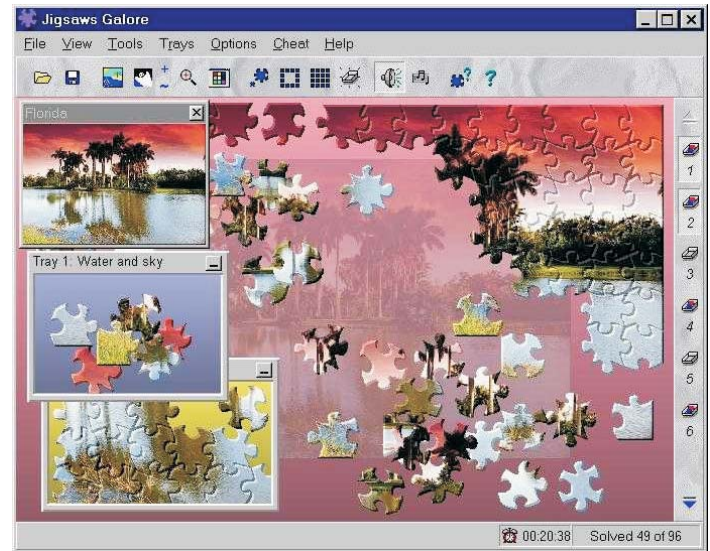 Jigsaws Galore
File View Tools Trays Options Cheat Help
Florida
Tray 1: Water and sky
1
2
3
4
5
6
00:20:38 Solved 49 of 96